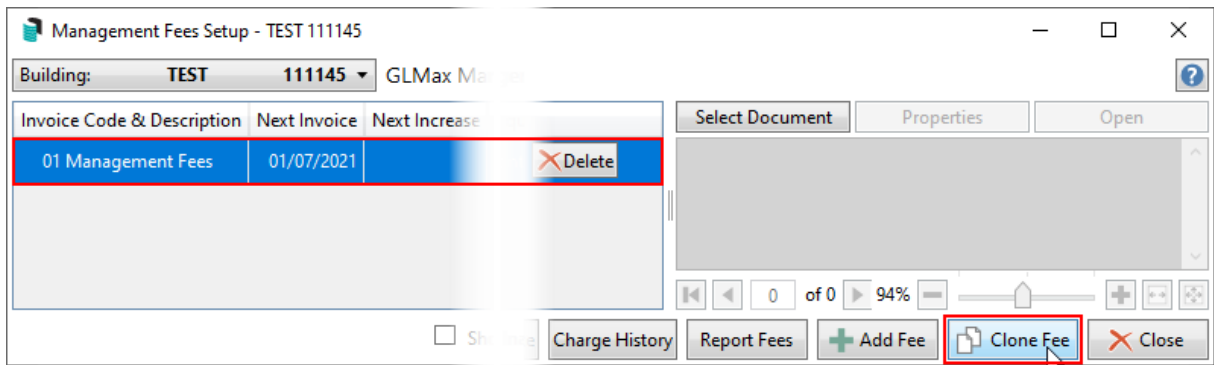 Management Fees Setup - TEST 111145
Building: TEST 111145 GLMax
Invoice Code & Description Next Invoice Next Increase
Select Document Properties Open
01 Management Fees 01/07/2021 Delete
0 of 0 94%
Charge History Report Fees Add Fee Clone Fee Close